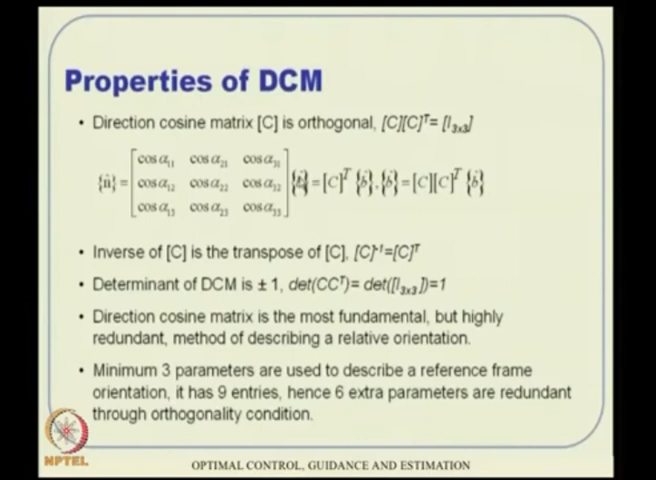 Properties of DCM
• Direction cosine matrix [C] is orthogonal, [C][C]ᵀ= [I₃ₓ₃]
cos α₁₁ cos α₂₁ cos α₃₁
{n̂} = [cos α₁₂ cos α₂₂ cos α₃₂] {b̂} = [C]ᵀ {b̂}, {b̂} = [C][C]ᵀ {b̂}
cos α₁₃ cos α₂₃ cos α₃₃
• Inverse of [C] is the transpose of [C], [C]⁻¹=[C]ᵀ
• Determinant of DCM is ± 1, det(CCᵀ)= det([I₃ₓ₃])=1
• Direction cosine matrix is the most fundamental, but highly
redundant, method of describing a relative orientation.
• Minimum 3 parameters are used to describe a reference frame
orientation, it has 9 entries, hence 6 extra parameters are redundant
through orthogonality condition.
NPTEL
OPTIMAL CONTROL, GUIDANCE AND ESTIMATION